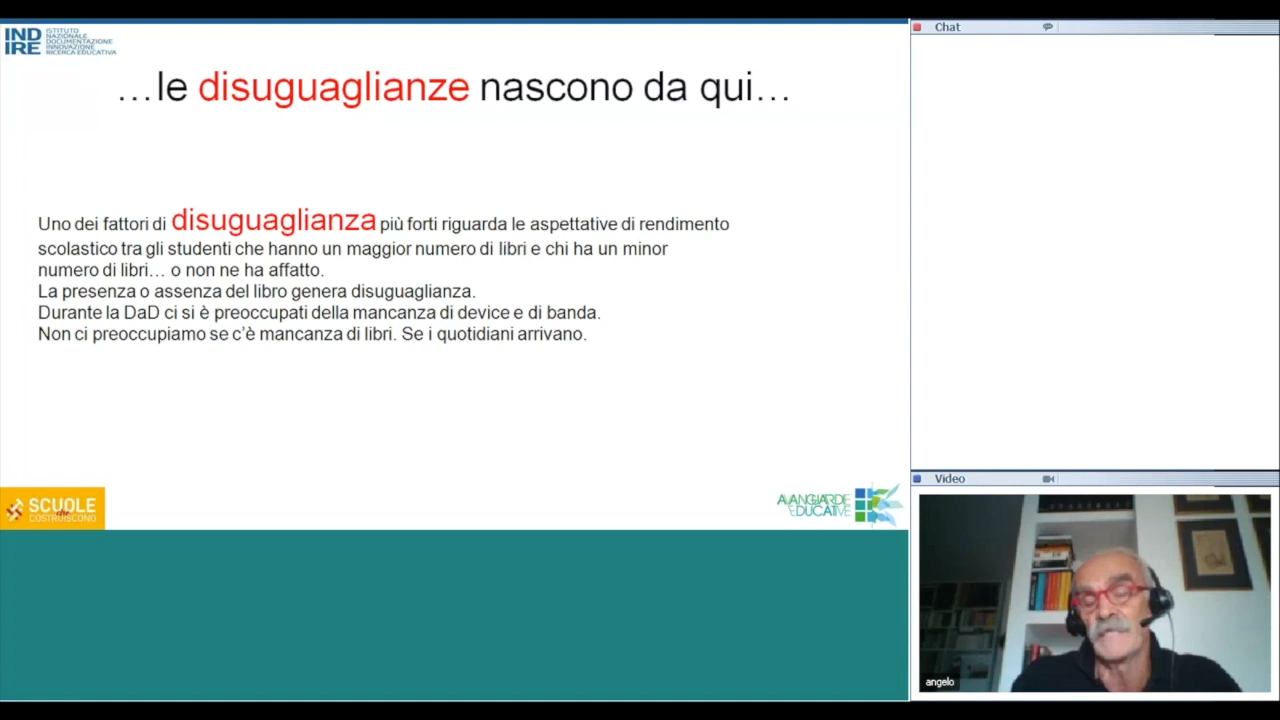 INDIRE
ISTITUTO
NAZIONALE
DOCUMENTAZIONE
INNOVAZIONE
RICERCA EDUCATIVA
…le disuguaglianze nascono da qui…
Uno dei fattori di disuguaglianza più forti riguarda le aspettative di rendimento
scolastico tra gli studenti che hanno un maggior numero di libri e chi ha un minor
numero di libri… o non ne ha affatto.
La presenza o assenza del libro genera disuguaglianza.
Durante la DaD ci si è preoccupati della mancanza di device e di banda.
Non ci preoccupiamo se c’è mancanza di libri. Se i quotidiani arrivano.
SCUOLE
che
COSTRUISCONO
AVANGUARDIE
EDUCATIVE
Chat
Video
angelo